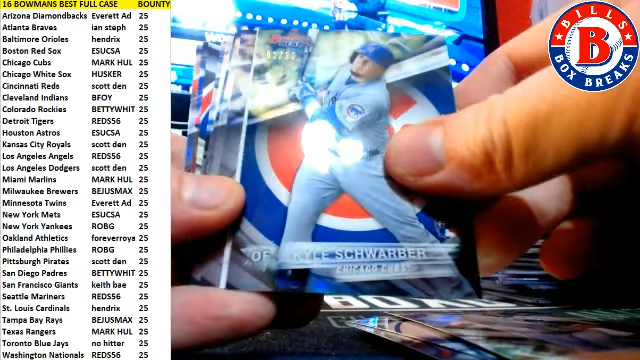 16 BOWMANS BEST FULL CASE BOUNTY
Arizona Diamondbacks Everett Ad 25
Atlanta Braves ian steph 25
Baltimore Orioles hendrix 25
Boston Red Sox ESUCSA 25
Chicago Cubs MARK HUL 25
Chicago White Sox HUSKER 25
Cincinnati Reds scott den 25
Cleveland Indians BFOY 25
Colorado Rockies BETTYWHIT 25
Detroit Tigers REDS56 25
Houston Astros ESUCSA 25
Kansas City Royals scott den 25
Los Angeles Angels REDS56 25
Los Angeles Dodgers scott den 25
Miami Marlins MARK HUL 25
Milwaukee Brewers BEJUSMAX 25
Minnesota Twins Everett Ad 25
New York Mets ESUCSA 25
New York Yankees ROBG 25
Oakland Athletics foreverroya 25
Philadelphia Phillies ROBG 25
Pittsburgh Pirates scott den 25
San Diego Padres BETTYWHIT 25
San Francisco Giants keith bae 25
Seattle Mariners REDS56 25
St. Louis Cardinals hendrix 25
Tampa Bay Rays BEJUSMAX 25
Texas Rangers MARK HUL 25
Toronto Blue Jays no hitter 25
Washington Nationals REDS56 25
OF KYLE SCHWARBER
CHICAGO CUBS
BILLS
B
BOX BREAKS